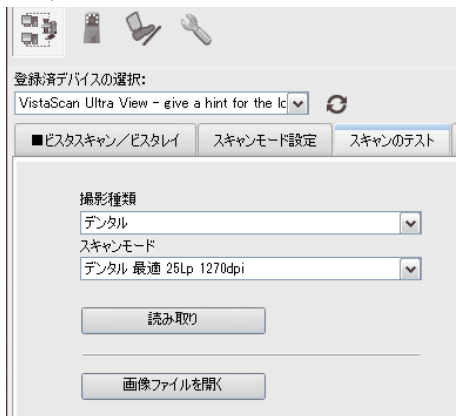 登録済デバイスの選択:
VistaScan Ultra View - give a hint for the lc
■ビスタスキャン／ビスタレイ スキャンモード設定 スキャンのテスト
撮影種類
デンタル
スキャンモード
デンタル 最適 25Lp 1270dpi
読み取り
画像ファイルを開く